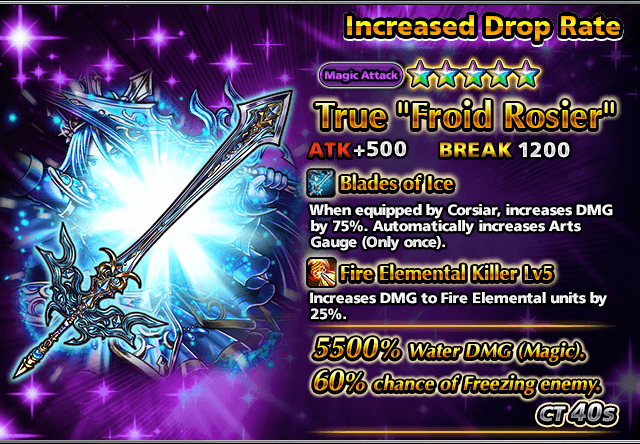 Increased Drop Rate
Magic Attack
True "Froid Rosier"
ATK+500 BREAK 1200
Blades of Ice
When equipped by Corsiar, increases DMG
by 75%. Automatically increases Arts
Gauge (Only once).
Fire Elemental Killer Lv5
Increases DMG to Fire Elemental units by
25%.
5500% Water DMG (Magic).
60% chance of Freezing enemy.
CT 40s